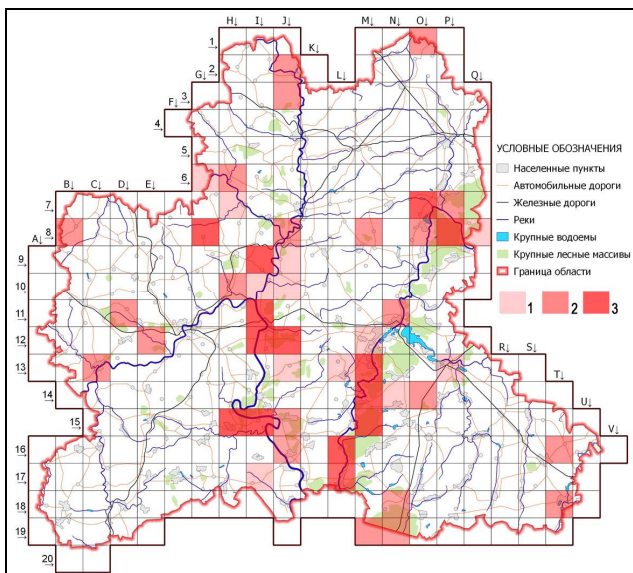 H↓ I↓ J↓ M↓ N↓ O↓ P↓
1
K↓
2
L↓
G↓ Q↓
3
F↓
4
5
УСЛОВНЫЕ ОБОЗНАЧЕНИЯ
6
Населенные пункты
B↓ C↓ D↓ E↓
Автомобильные дороги
7
Железные дороги
8
Реки
A↓
Крупные водоемы
9
Крупные лесные массивы
10
Граница области
11
1 2 3
12
R↓ S↓
13
T↓
14
U↓
15
V↓
16
17
18
19
20